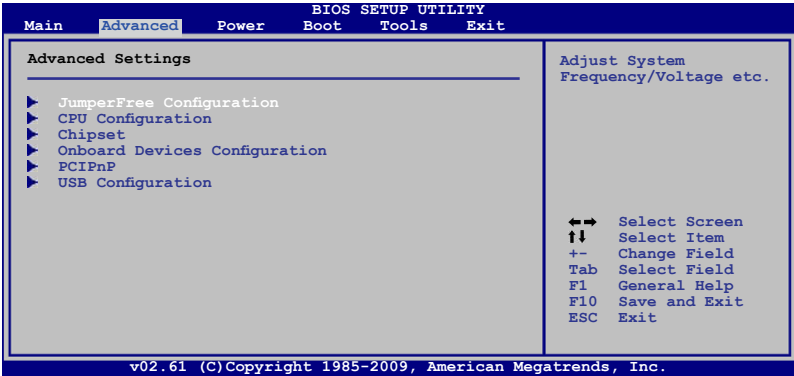 BIOS SETUP UTILITY
Main Advanced Power Boot Tools Exit
Advanced Settings
JumperFree Configuration
CPU Configuration
Chipset
Onboard Devices Configuration
PCIPnP
USB Configuration
Adjust System
Frequency/Voltage etc.
←→ Select Screen
↑↓ Select Item
+- Change Field
Tab Select Field
F1 General Help
F10 Save and Exit
ESC Exit
v02.61 (C)Copyright 1985-2009, American Megatrends, Inc.